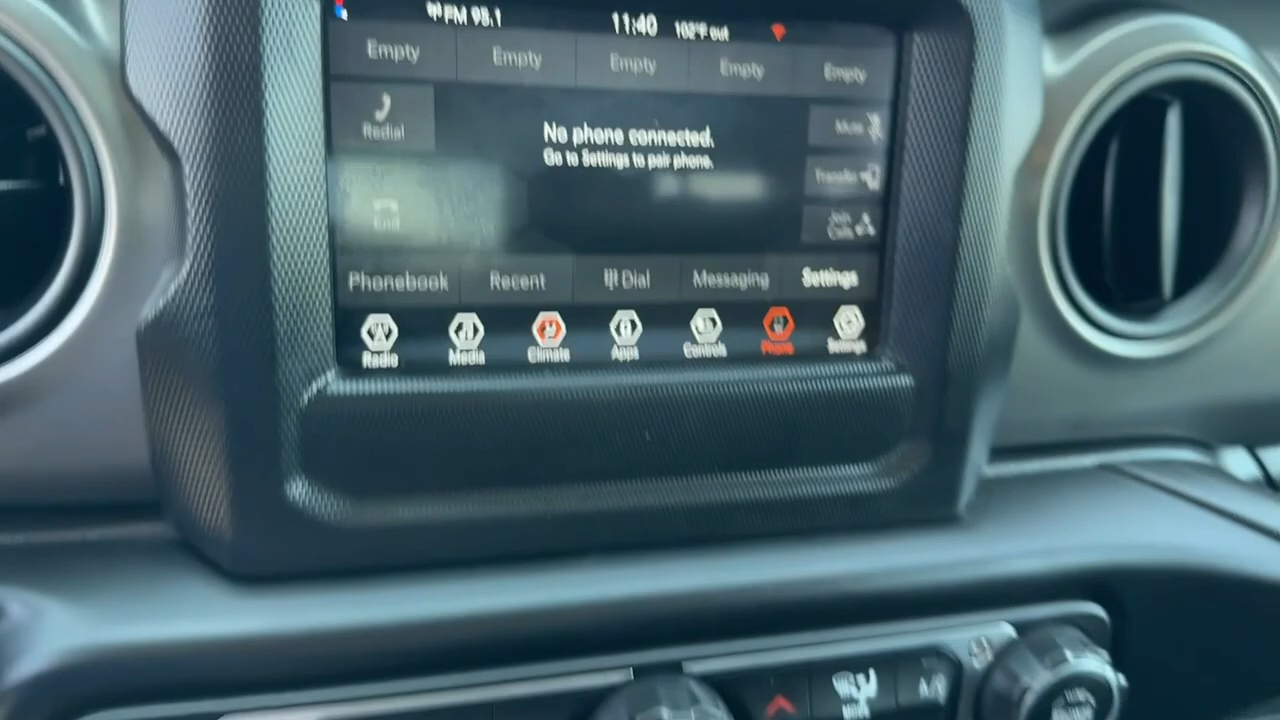 FM 95.1 11:40 102°F out
Empty Empty Empty Empty Empty
Redial
No phone connected.
Go to Settings to pair phone.
Mute
Transfer
End
Join
Calls
Phonebook Recent Dial Messaging Settings
Radio Media Climate Apps Controls Phone Settings
A/C